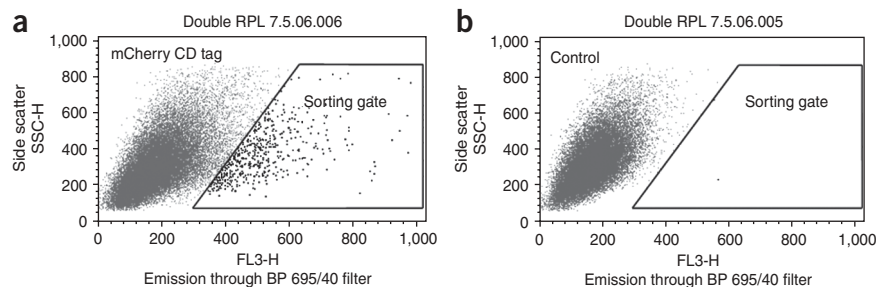 a
Double RPL 7.5.06.006
mCherry CD tag
Sorting gate
1,000
800
600
400
200
0
Side scatter
SSC-H
0 200 400 600 800 1,000
FL3-H
Emission through BP 695/40 filter
b
Double RPL 7.5.06.005
Control
Sorting gate
1,000
800
600
400
200
0
Side scatter
SSC-H
0 200 400 600 800 1,000
FL3-H
Emission through BP 695/40 filter